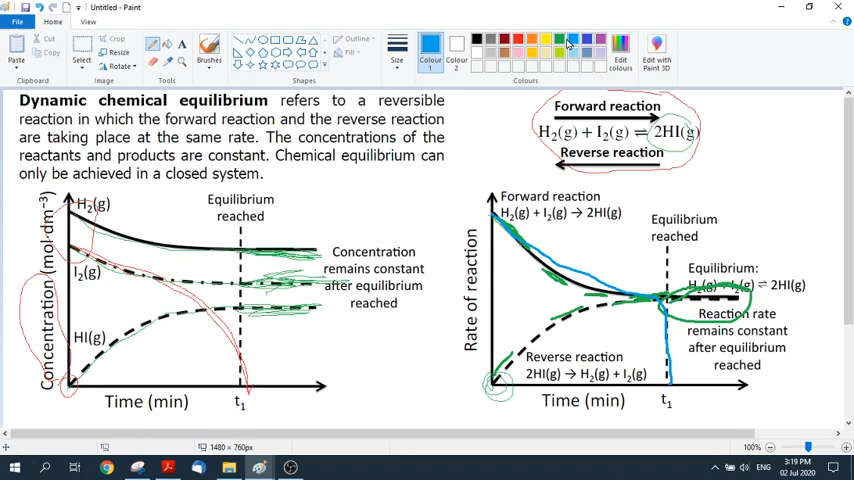 Untitled - Paint
File
Home
View
Paste
Cut
Copy
Clipboard
Select
Crop
Resize
Rotate
Image
Tools
Brushes
Shapes
Outline
Fill
Size
Colour
1
Colour
2
Colours
Edit
colours
Edit with
Paint 3D
Dynamic chemical equilibrium refers to a reversible
reaction in which the forward reaction and the reverse reaction
are taking place at the same rate. The concentrations of the
reactants and products are constant. Chemical equilibrium can
only be achieved in a closed system.
Forward reaction
H₂(g) + I₂(g) ⇌ 2HI(g)
Reverse reaction
Concentration (mol dm⁻³)
H₂(g)
I₂(g)
HI(g)
Equilibrium
reached
Concentration
remains constant
after equilibrium
reached
Time (min)
t₁
Rate of reaction
Forward reaction
H₂(g) + I₂(g) → 2HI(g)
Equilibrium
reached
Equilibrium:
H₂(g) + I₂(g) ⇌ 2HI(g)
Reaction rate
remains constant
after equilibrium
reached
Reverse reaction
2HI(g) → H₂(g) + I₂(g)
Time (min)
t₁
1480 × 760px
100%
ENG
3:19 PM
02 Jul 2020